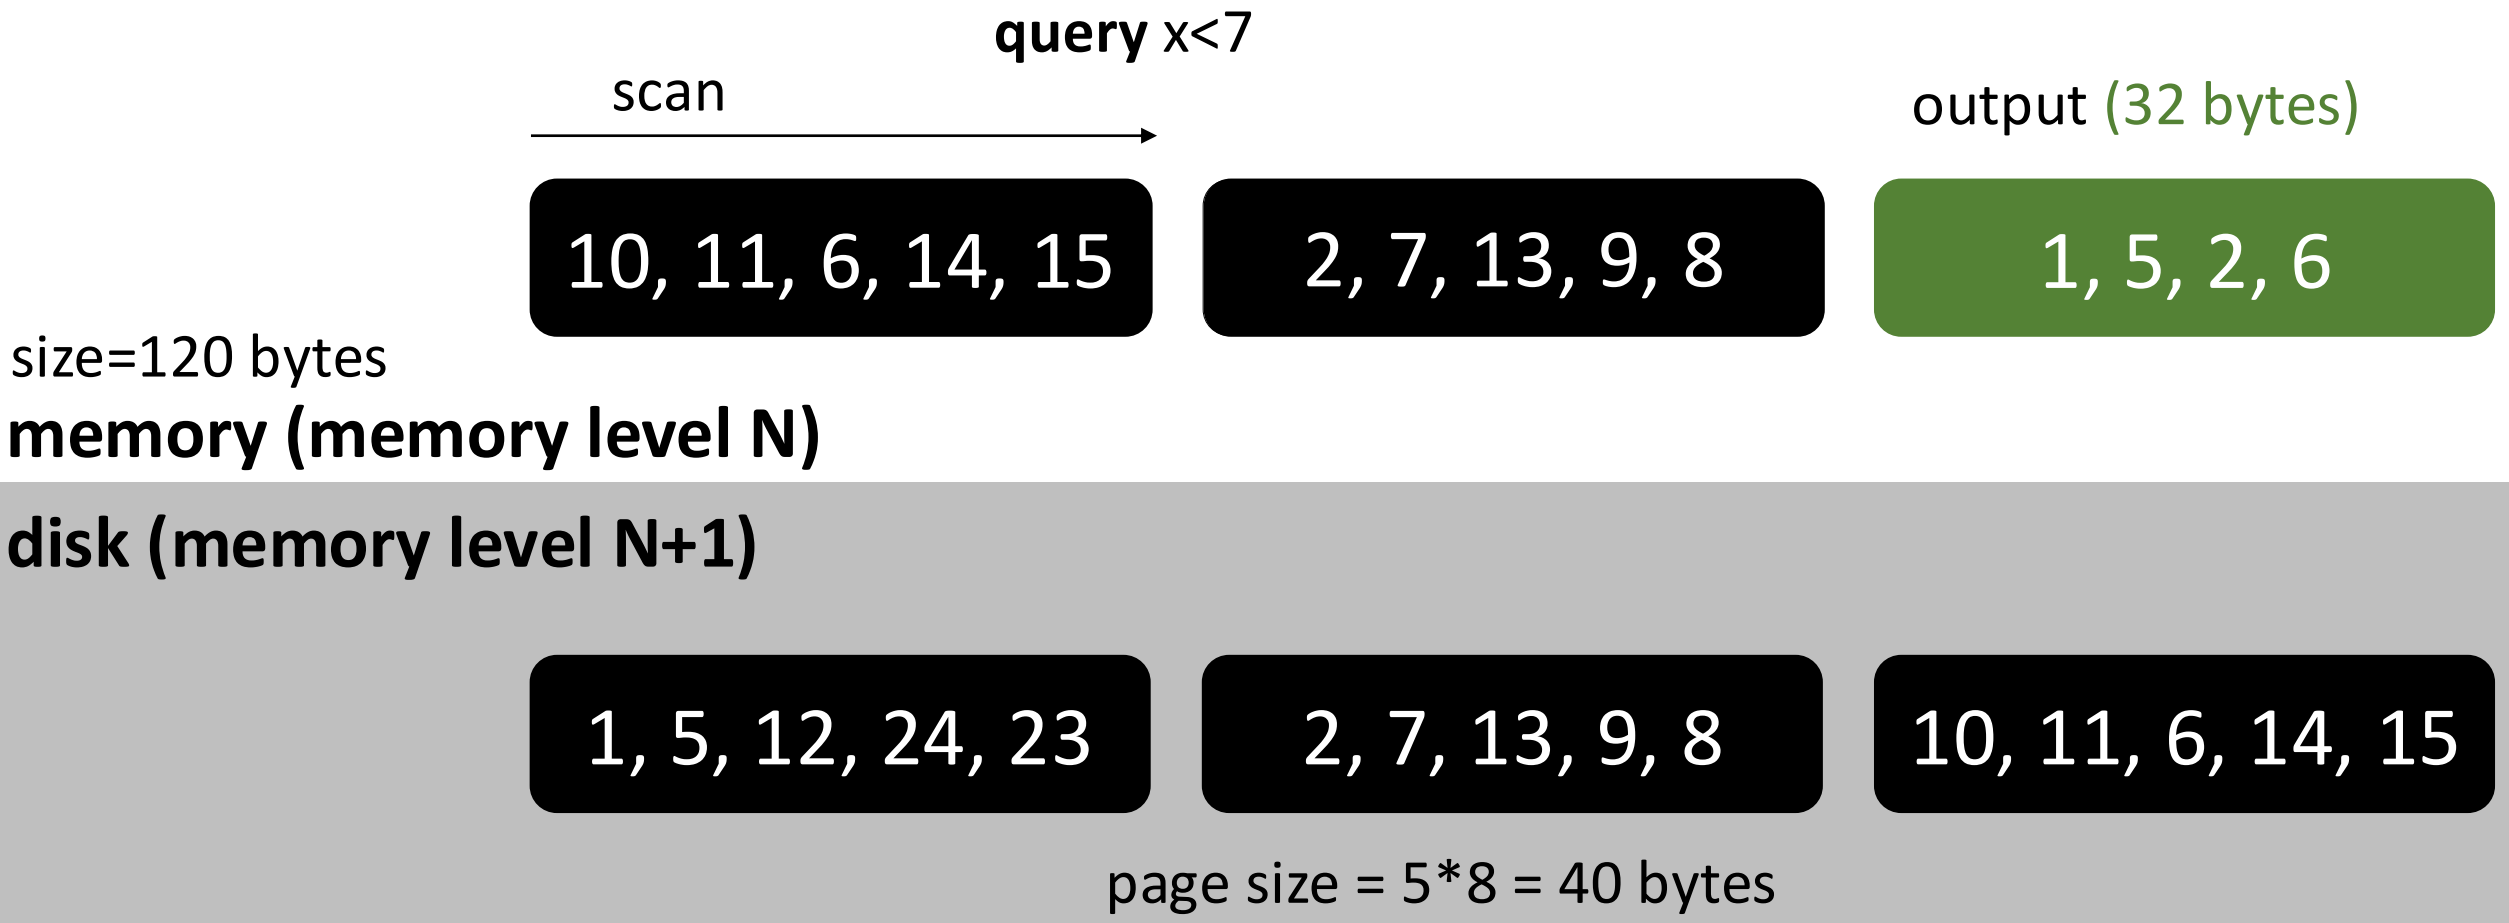 query x<7
scan
output (32 bytes)
10, 11, 6, 14, 15
2, 7, 13, 9, 8
1, 5, 2, 6
size=120 bytes
memory (memory level N)
disk (memory level N+1)
1, 5, 12, 24, 23
2, 7, 13, 9, 8
10, 11, 6, 14, 15
page size = 5*8 = 40 bytes